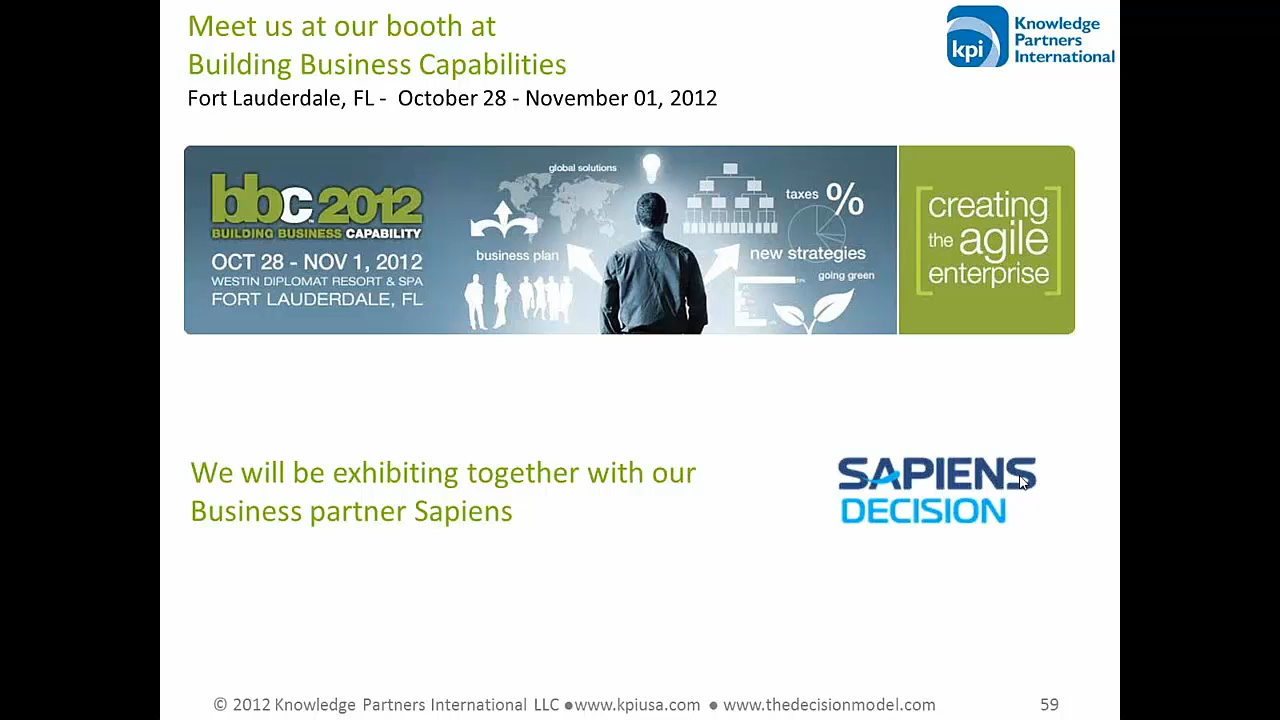 Meet us at our booth at
Building Business Capabilities
Fort Lauderdale, FL - October 28 - November 01, 2012
kpi
Knowledge
Partners
International
bbc 2012
BUILDING BUSINESS CAPABILITY
OCT 28 - NOV 1, 2012
WESTIN DIPLOMAT RESORT & SPA
FORT LAUDERDALE, FL
global solutions
business plan
taxes %
new strategies
going green
[creating
the agile
enterprise]
We will be exhibiting together with our
Business partner Sapiens
SAPIENS
DECISION
© 2012 Knowledge Partners International LLC ●www.kpiusa.com ● www.thedecisionmodel.com
59